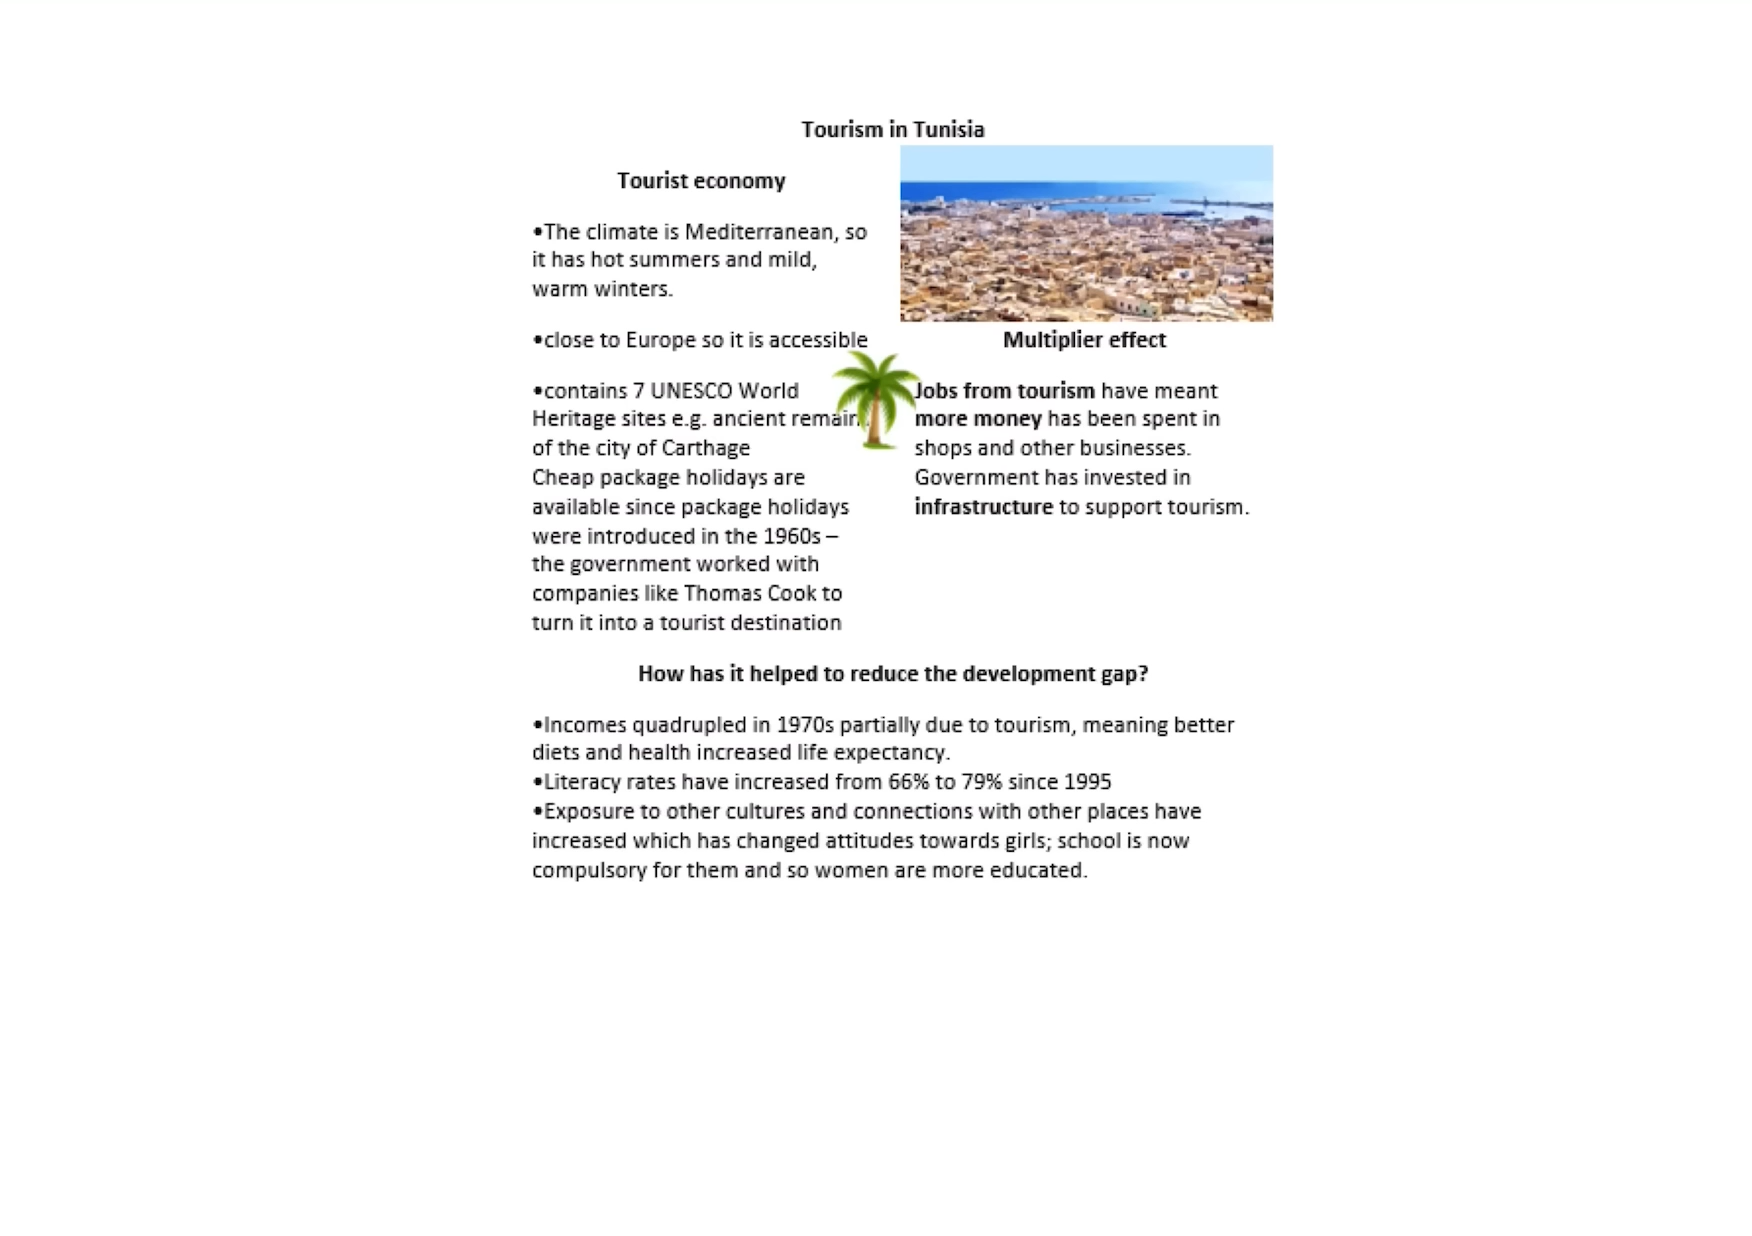 Tourism in Tunisia
Tourist economy
•The climate is Mediterranean, so
it has hot summers and mild,
warm winters.
•close to Europe so it is accessible
•contains 7 UNESCO World
Heritage sites e.g. ancient
of the city of Carthage
Cheap package holidays are
available since package holidays
were introduced in the 1960s –
the government worked with
companies like Thomas Cook to
turn it into a tourist destination
Multiplier effect
Jobs from tourism have meant
more money has been spent in
shops and other businesses.
Government has invested in
infrastructure to support tourism.
How has it helped to reduce the development gap?
•Incomes quadrupled in 1970s partially due to tourism, meaning better
diets and health increased life expectancy.
•Literacy rates have increased from 66% to 79% since 1995
•Exposure to other cultures and connections with other places have
increased which has changed attitudes towards girls; school is now
compulsory for them and so women are more educated.